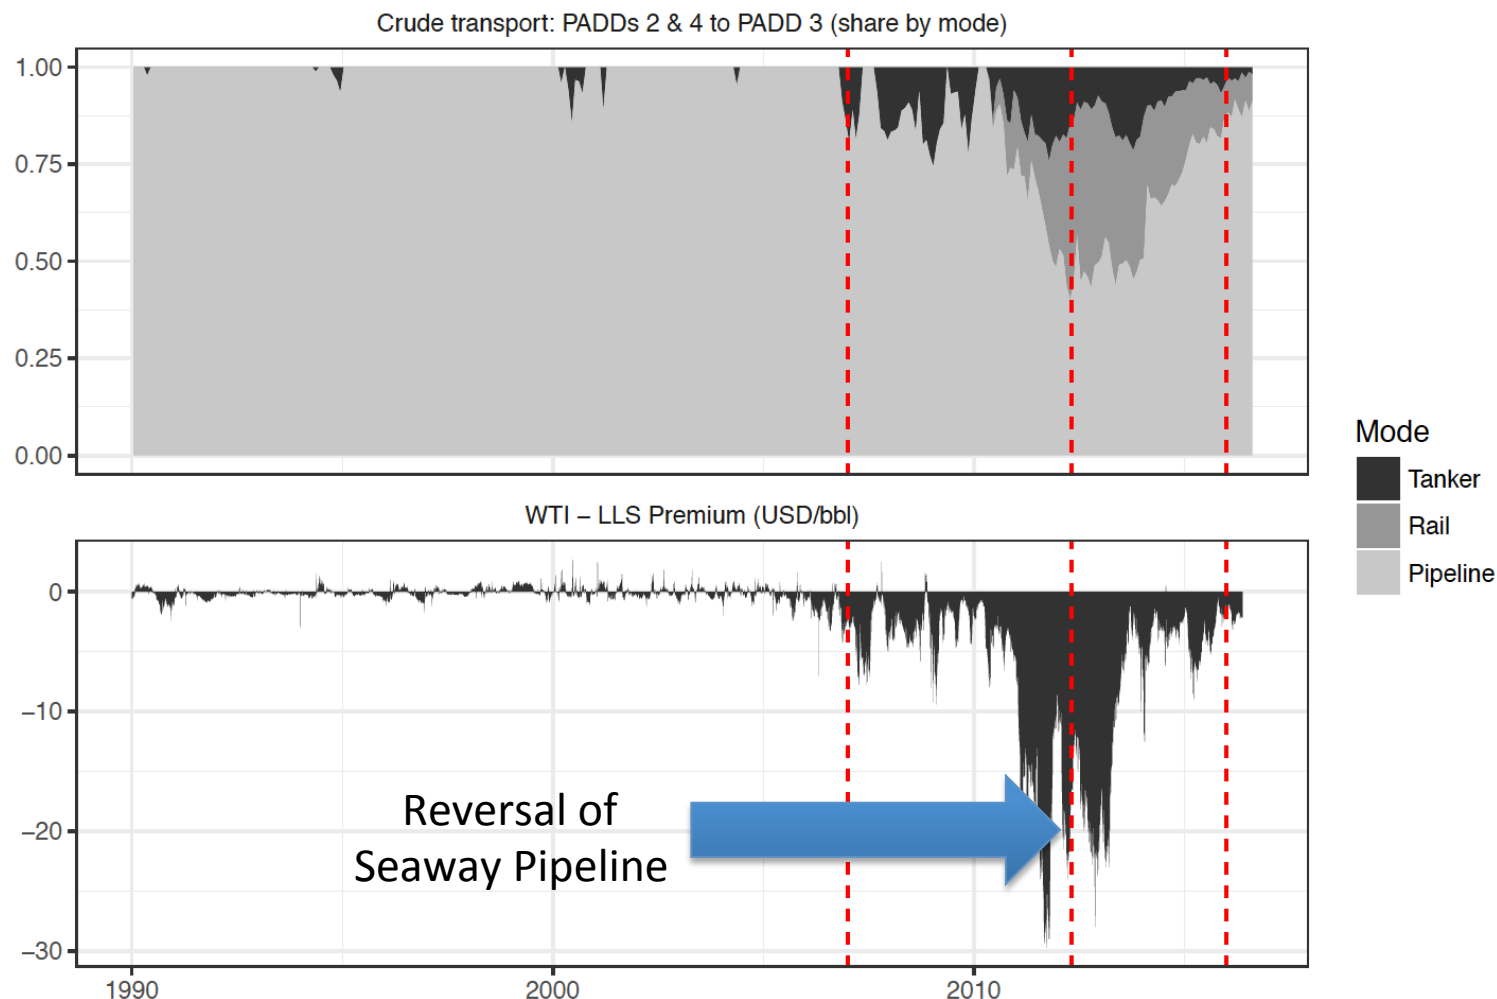 Crude transport: PADDs 2 & 4 to PADD 3 (share by mode)
1.00
0.75
0.50
0.25
0.00
Mode
Tanker
Rail
Pipeline
WTI − LLS Premium (USD/bbl)
0
−10
−20
−30
Reversal of
Seaway Pipeline
1990
2000
2010